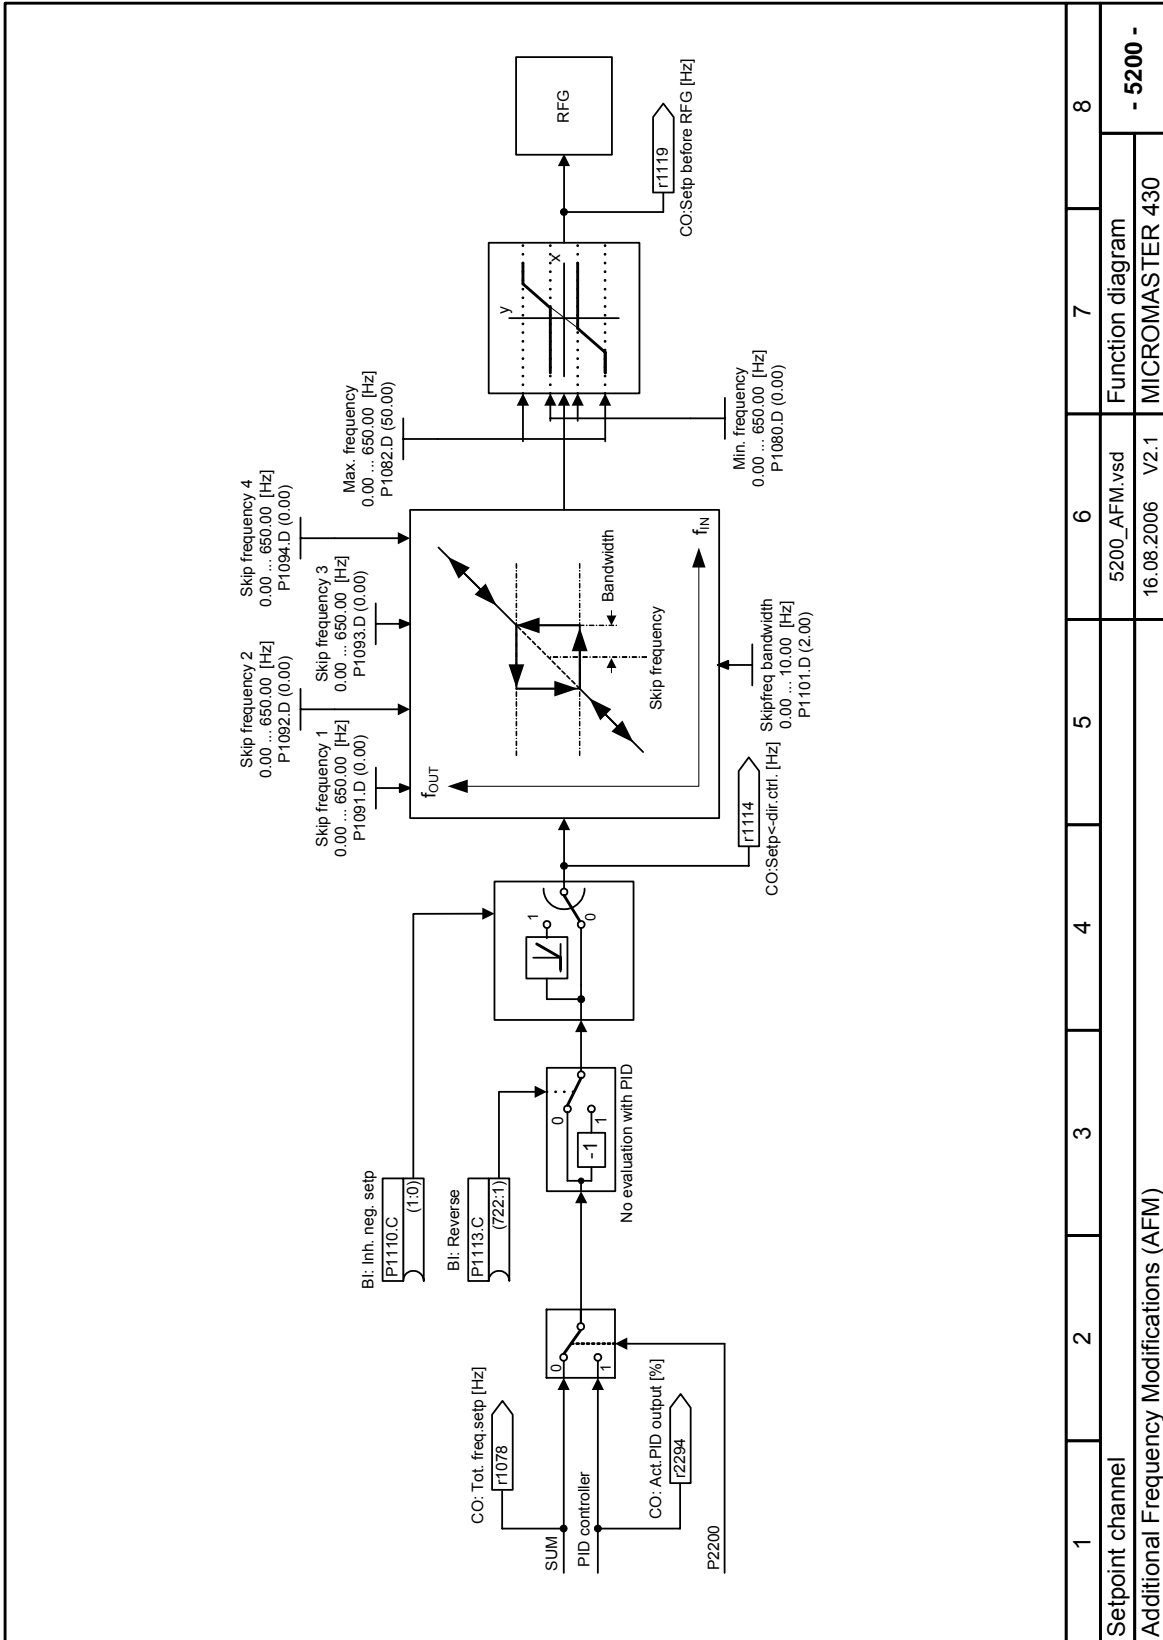 CO: Tot. freq.setp [Hz]
r1078
SUM
PID controller
CO: Act.PID output [%]
r2294
P2200
0
1
BI: Inh. neg. setp
P1110.C
(1:0)
BI: Reverse
P1113.C
(722:1)
0
-1
1
No evaluation with PID
1
0
r1114
CO:Setp<-dir.ctrl. [Hz]
Skip frequency 1
0.00 ... 650.00 [Hz]
P1091.D (0.00)
Skip frequency 2
0.00 ... 650.00 [Hz]
P1092.D (0.00)
Skip frequency 3
0.00 ... 650.00 [Hz]
P1093.D (0.00)
Skip frequency 4
0.00 ... 650.00 [Hz]
P1094.D (0.00)
fOUT
fIN
Bandwidth
Skip frequency
Skipfreq bandwidth
0.00 ... 10.00 [Hz]
P1101.D (2.00)
Max. frequency
0.00 ... 650.00 [Hz]
P1082.D (50.00)
Min. frequency
0.00 ... 650.00 [Hz]
P1080.D (0.00)
y
x
r1119
CO:Setp before RFG [Hz]
RFG
1 2 3 4 5 6 7 8
Setpoint channel 5200_AFM.vsd Function diagram - 5200 -
Additional Frequency Modifications (AFM) 16.08.2006 V2.1 MICROMASTER 430